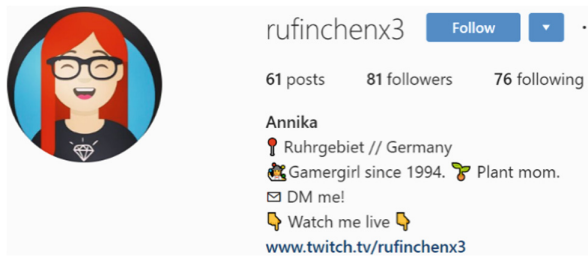 rufinchenx3 Follow
61 posts 81 followers 76 following
Annika
Ruhrgebiet // Germany
Gamergirl since 1994. Plant mom.
DM me!
Watch me live
www.twitch.tv/rufinchenx3